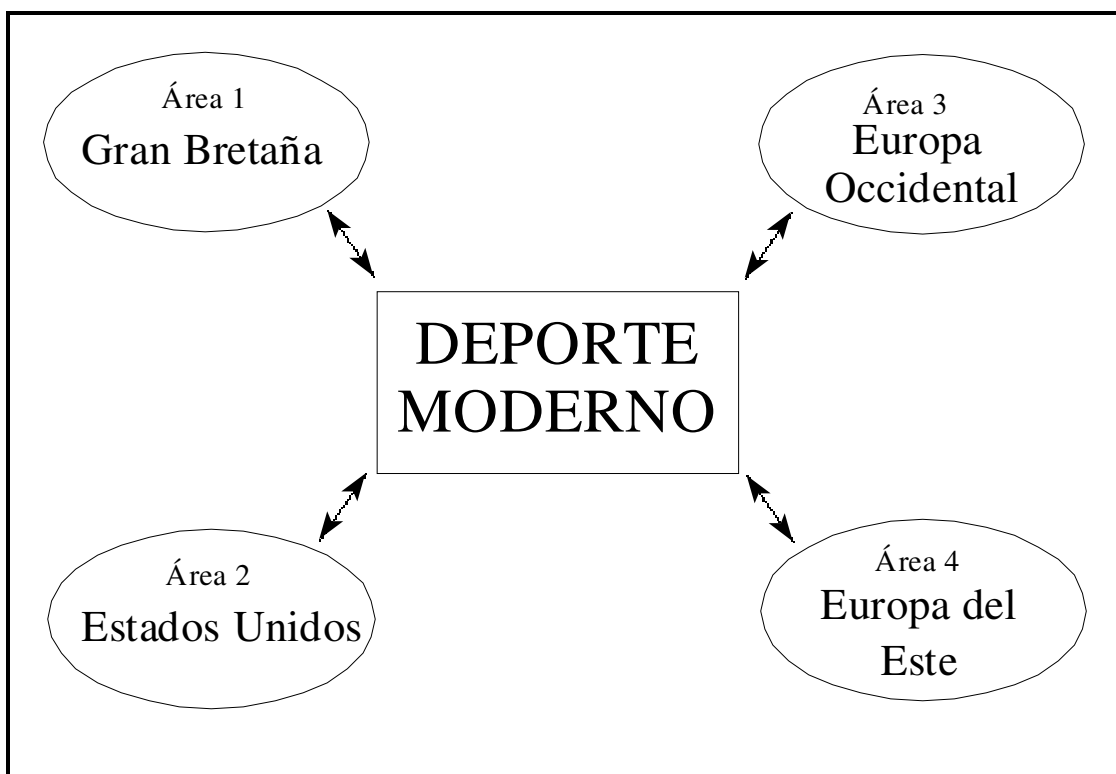 Área 1
Gran Bretaña
Área 3
Europa
Occidental
DEPORTE
MODERNO
Área 2
Estados Unidos
Área 4
Europa del
Este